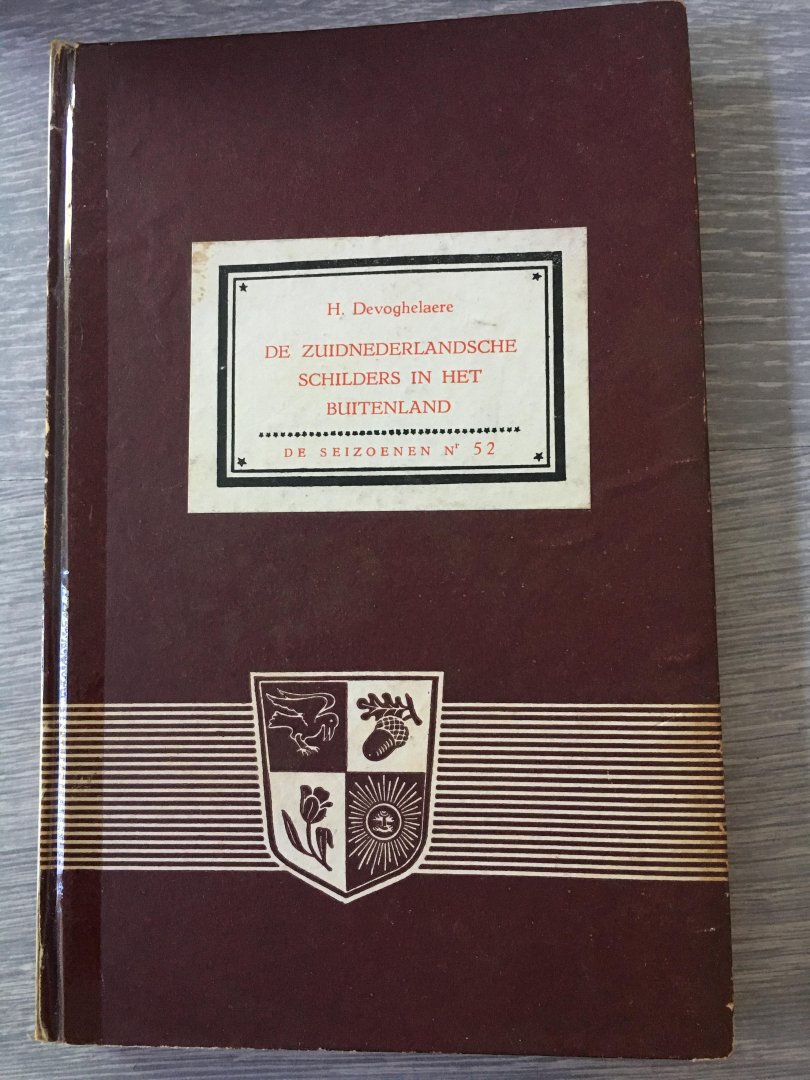 H. Devoghelaere
DE ZUIDNEDERLANDSCHE
SCHILDERS IN HET
BUITENLAND
DE SEIZOENEN Nr 52